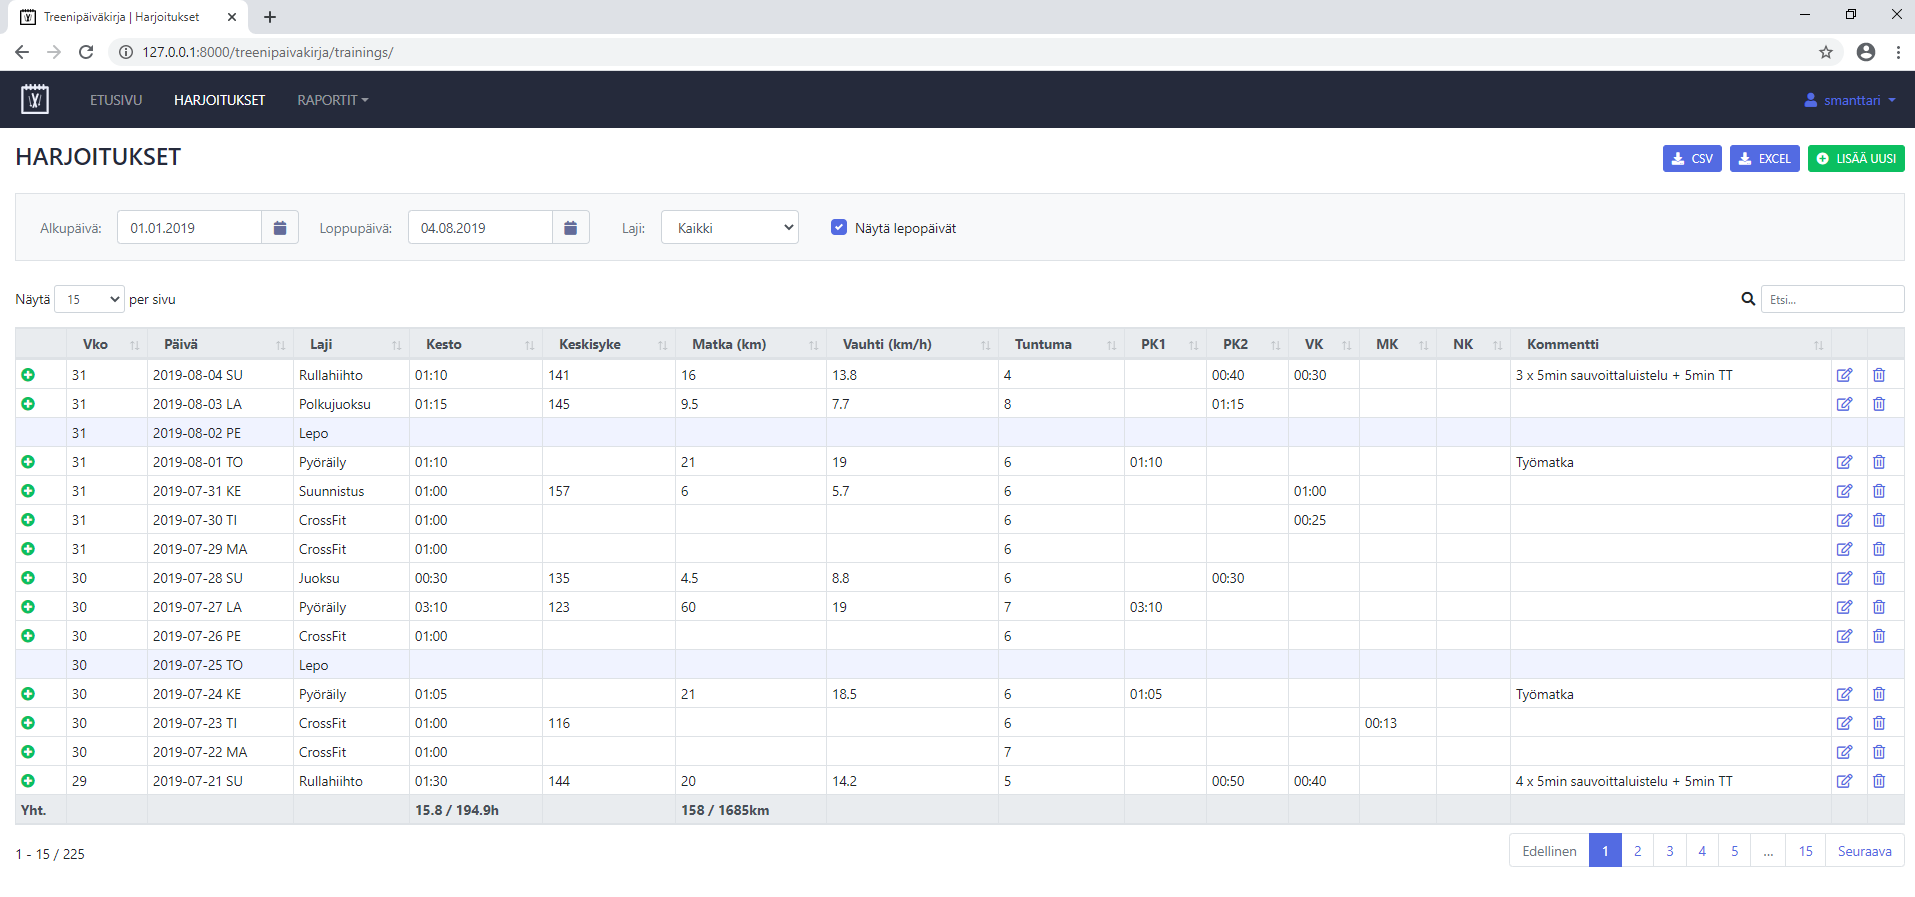 Treenipäiväkirja | Harjoitukset
127.0.0.1:8000/treenipaivakirja/trainings/
ETUSIVU HARJOITUKSET RAPORTIT smanttari
HARJOITUKSET CSV EXCEL LISÄÄ UUSI
Alkupäivä: 01.01.2019 Loppupäivä: 04.08.2019 Laji: Kaikki Näytä lepopäivät
Näytä 15 per sivu Etsi...
Vko Päivä Laji Kesto Keskisyke Matka (km) Vauhti (km/h) Tuntuma PK1 PK2 VK MK NK Kommentti
31 2019-08-04 SU Rullahiihto 01:10 141 16 13.8 4 00:40 00:30 3 x 5min sauvoittaluistelu + 5min TT
31 2019-08-03 LA Polkujuoksu 01:15 145 9.5 7.7 8 01:15
31 2019-08-02 PE Lepo
31 2019-08-01 TO Pyöräily 01:10 21 19 6 01:10 Työmatka
31 2019-07-31 KE Suunnistus 01:00 157 6 5.7 6 01:00
31 2019-07-30 TI CrossFit 01:00 6 00:25
31 2019-07-29 MA CrossFit 01:00 6
30 2019-07-28 SU Juoksu 00:30 135 4.5 8.8 6 00:30
30 2019-07-27 LA Pyöräily 03:10 123 60 19 7 03:10
30 2019-07-26 PE CrossFit 01:00 6
30 2019-07-25 TO Lepo
30 2019-07-24 KE Pyöräily 01:05 21 18.5 6 01:05 Työmatka
30 2019-07-23 TI CrossFit 01:00 116 6 00:13
30 2019-07-22 MA CrossFit 01:00 7
29 2019-07-21 SU Rullahiihto 01:30 144 20 14.2 5 00:50 00:40 4 x 5min sauvoittaluistelu + 5min TT
Yht. 15.8 / 194.9h 158 / 1685km
1 - 15 / 225 Edellinen 1 2 3 4 5 ... 15 Seuraava